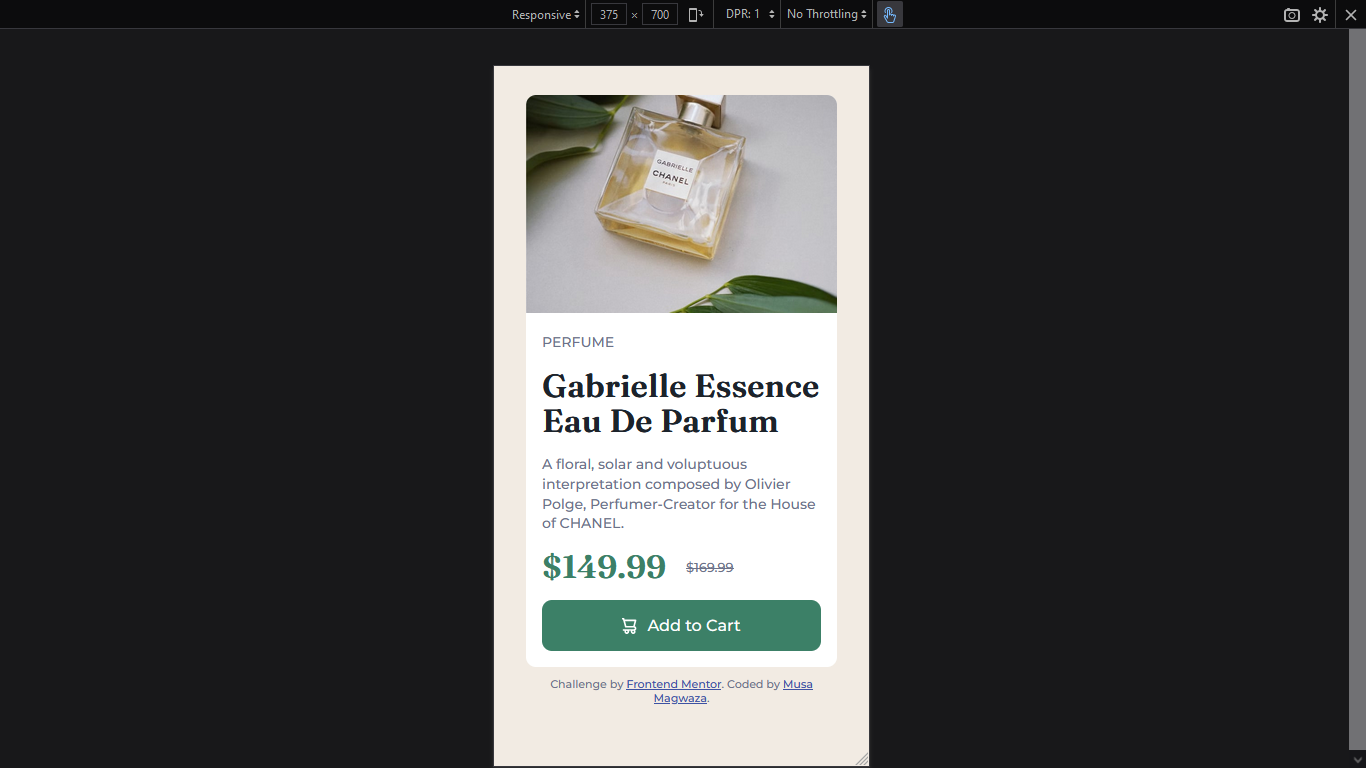 Responsive 375 × 700 DPR: 1 No Throttling
GABRIELLE
CHANEL
PARIS
PERFUME
Gabrielle Essence
Eau De Parfum
A floral, solar and voluptuous
interpretation composed by Olivier
Polge, Perfumer-Creator for the House
of CHANEL.
$149.99 $169.99
Add to Cart
Challenge by Frontend Mentor. Coded by Musa
Magwaza.